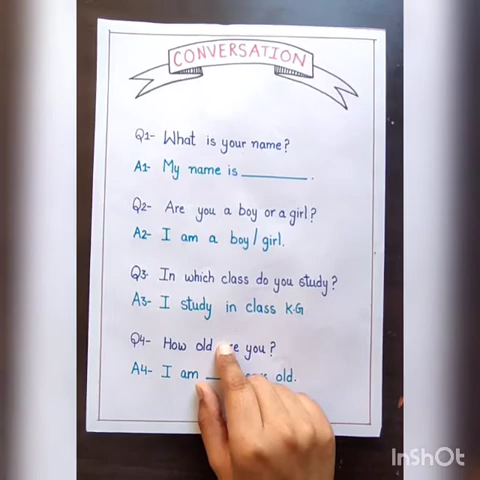 CONVERSATION
Q1- What is your name?
A1- My name is ________.
Q2- Are you a boy or a girl?
A2- I am a boy/girl.
Q3- In which class do you study?
A3- I study in class K.G
Q4- How old you?
A4- I am __ old.
InShOt